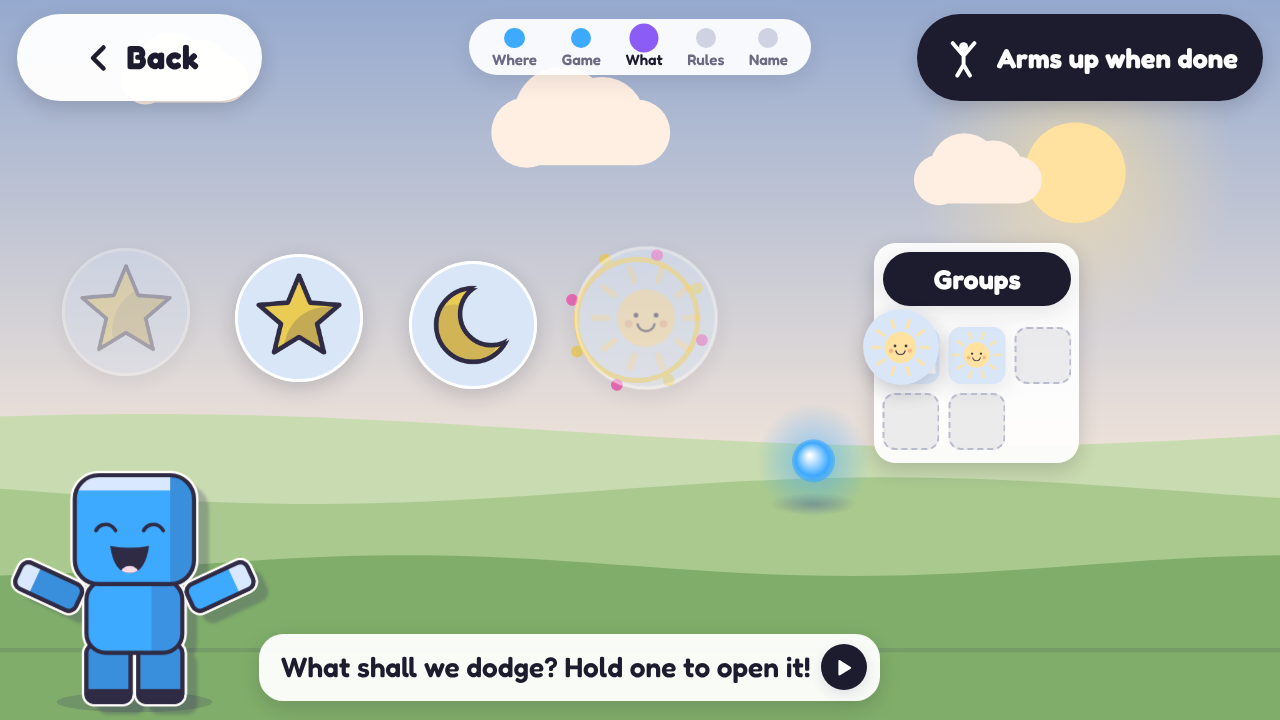 Back
Where Game What Rules Name
Arms up when done
Groups
What shall we dodge? Hold one to open it!